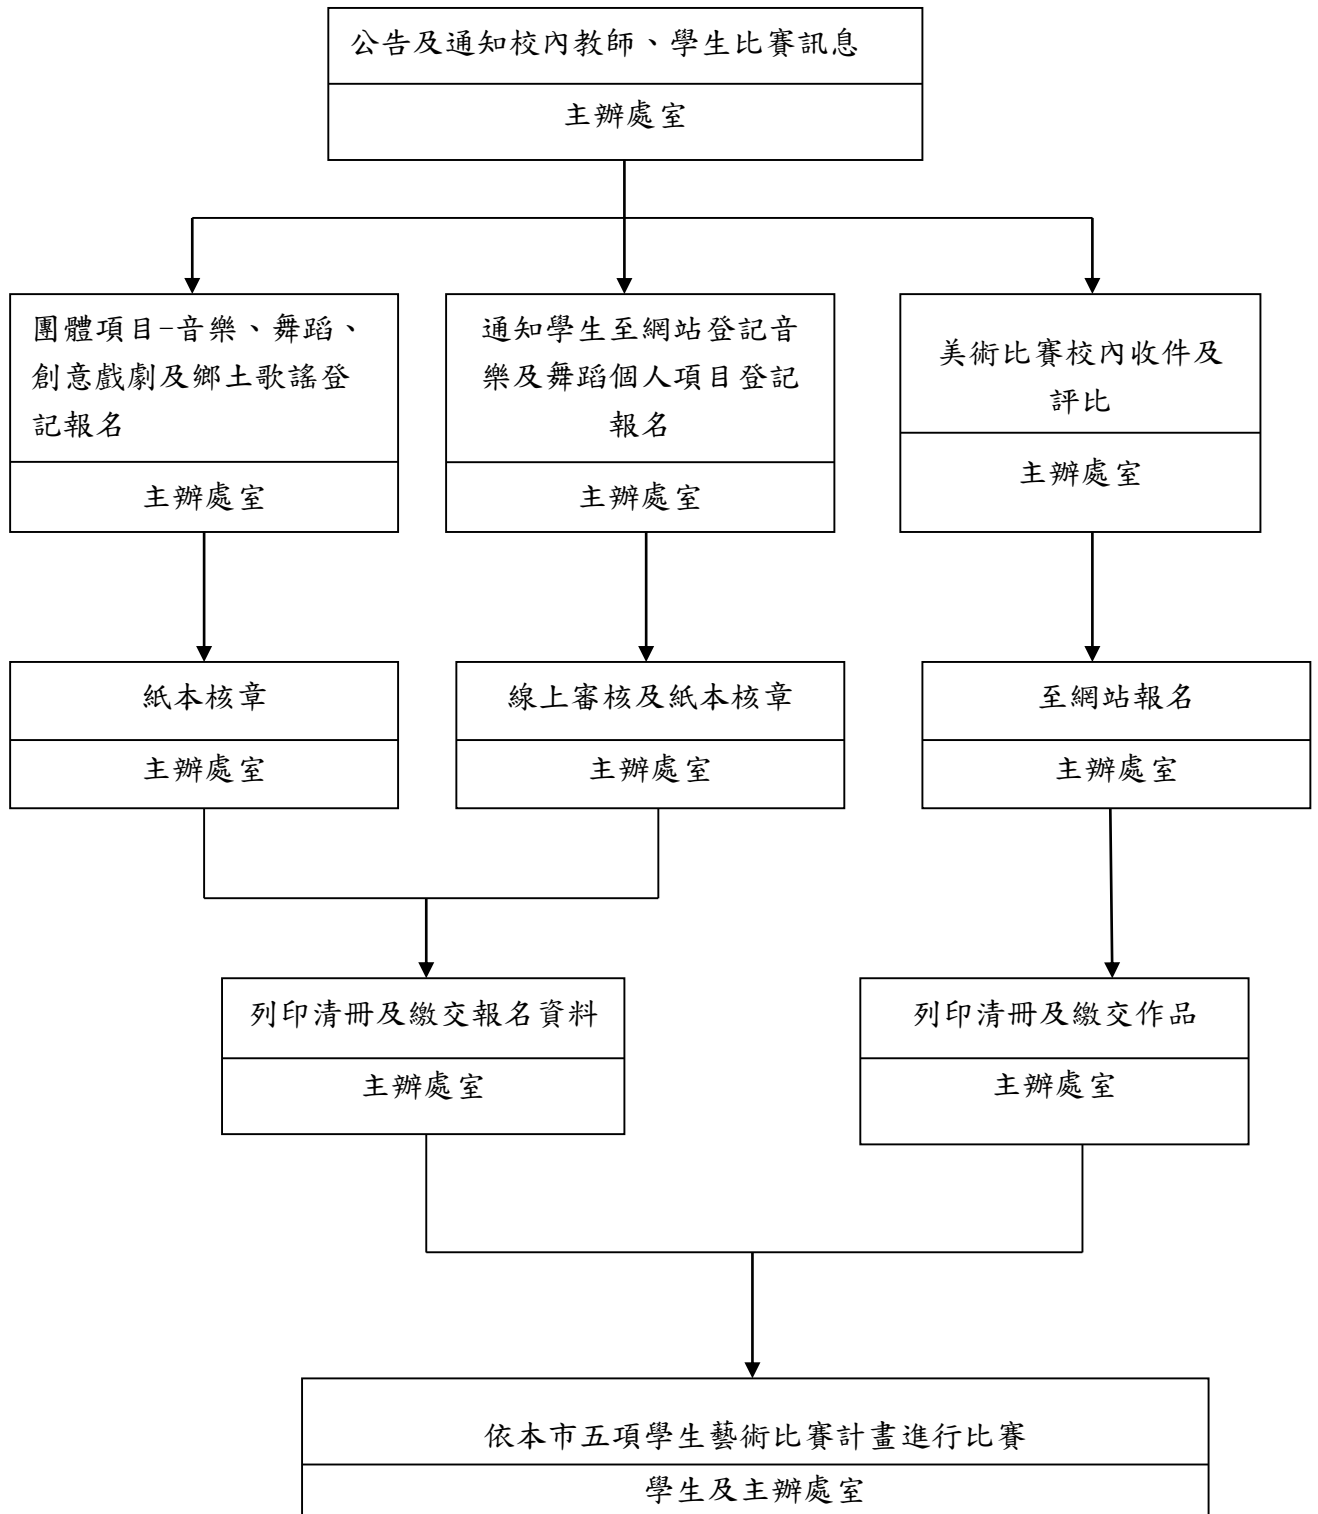 公告及通知校內教師、學生比賽訊息
主辦處室
團體項目-音樂、舞蹈、
創意戲劇及鄉土歌謠登
記報名
主辦處室
通知學生至網站登記音
樂及舞蹈個人項目登記
報名
主辦處室
美術比賽校內收件及
評比
主辦處室
紙本核章
主辦處室
線上審核及紙本核章
主辦處室
至網站報名
主辦處室
列印清冊及繳交報名資料
主辦處室
列印清冊及繳交作品
主辦處室
依本市五項學生藝術比賽計畫進行比賽
學生及主辦處室